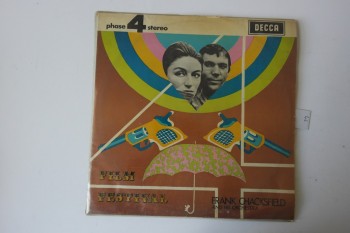 phase 4 stereo
DECCA
FILM
FESTIVAL
FRANK CHACKSFIELD